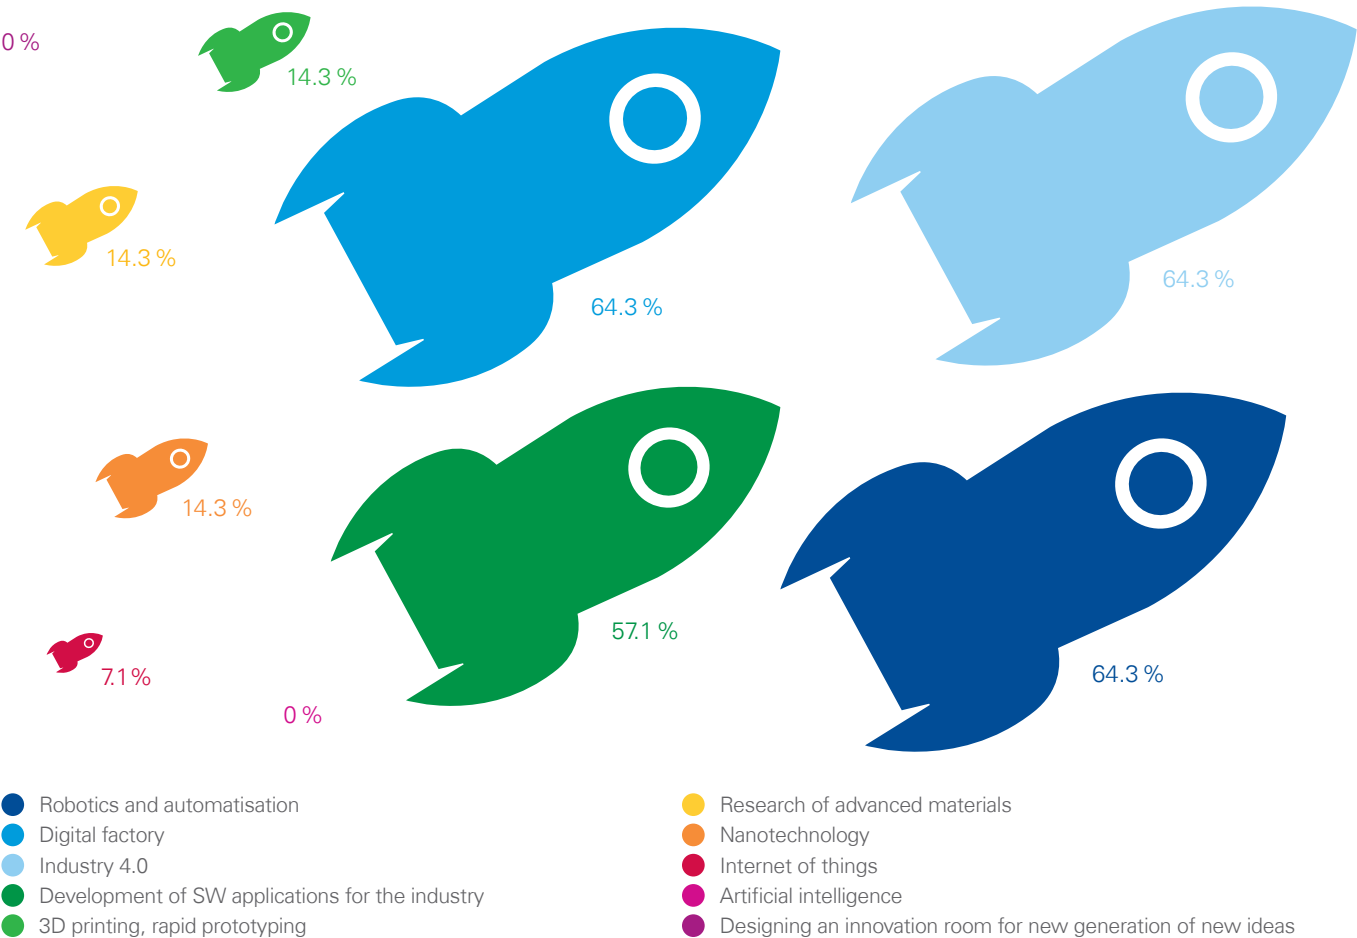 0 %
14.3 %
14.3 %
64.3 %
64.3 %
14.3 %
57.1 %
7.1 %
64.3 %
0 %
Robotics and automatisation
Digital factory
Industry 4.0
Development of SW applications for the industry
3D printing, rapid prototyping
Research of advanced materials
Nanotechnology
Internet of things
Artificial intelligence
Designing an innovation room for new generation of new ideas